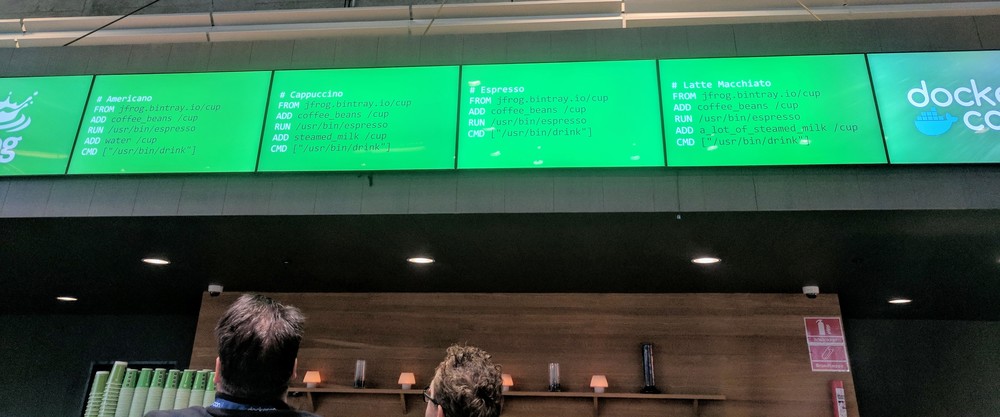 # Americano
FROM jfrog.bintray.io/cup
ADD coffee_beans /cup
RUN /usr/bin/espresso
ADD water /cup
CMD ["/usr/bin/drink"]
# Cappuccino
FROM jfrog.bintray.io/cup
ADD coffee_beans /cup
RUN /usr/bin/espresso
ADD steamed_milk /cup
CMD ["/usr/bin/drink"]
# Espresso
FROM jfrog.bintray.io/cup
ADD coffee_beans /cup
RUN /usr/bin/espresso
CMD ["/usr/bin/drink"]
# Latte Macchiato
FROM jfrog.bintray.io/cup
ADD coffee_beans /cup
RUN /usr/bin/espresso
ADD a_lot_of_steamed_milk /cup
CMD ["/usr/bin/drink"]
docke
co